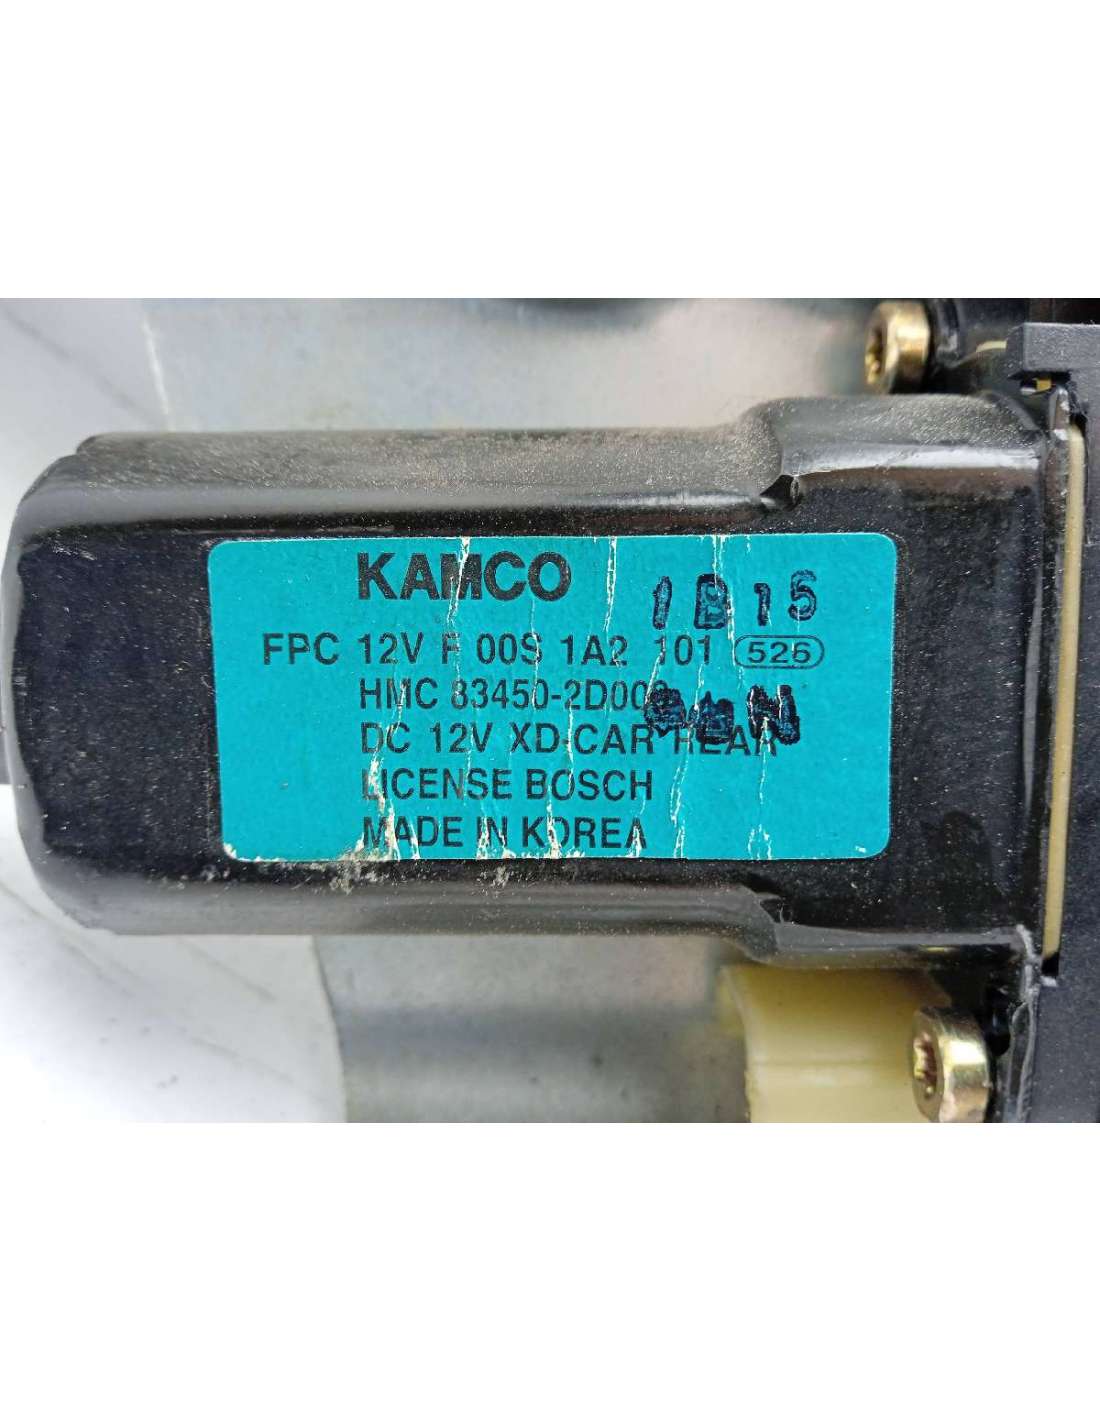 KAMCO
1B15
FPC 12V F 00S 1A2 101 526
HMC 83450-2D000
DC 12V XD-CAR REAR
LICENSE BOSCH
MADE IN KOREA